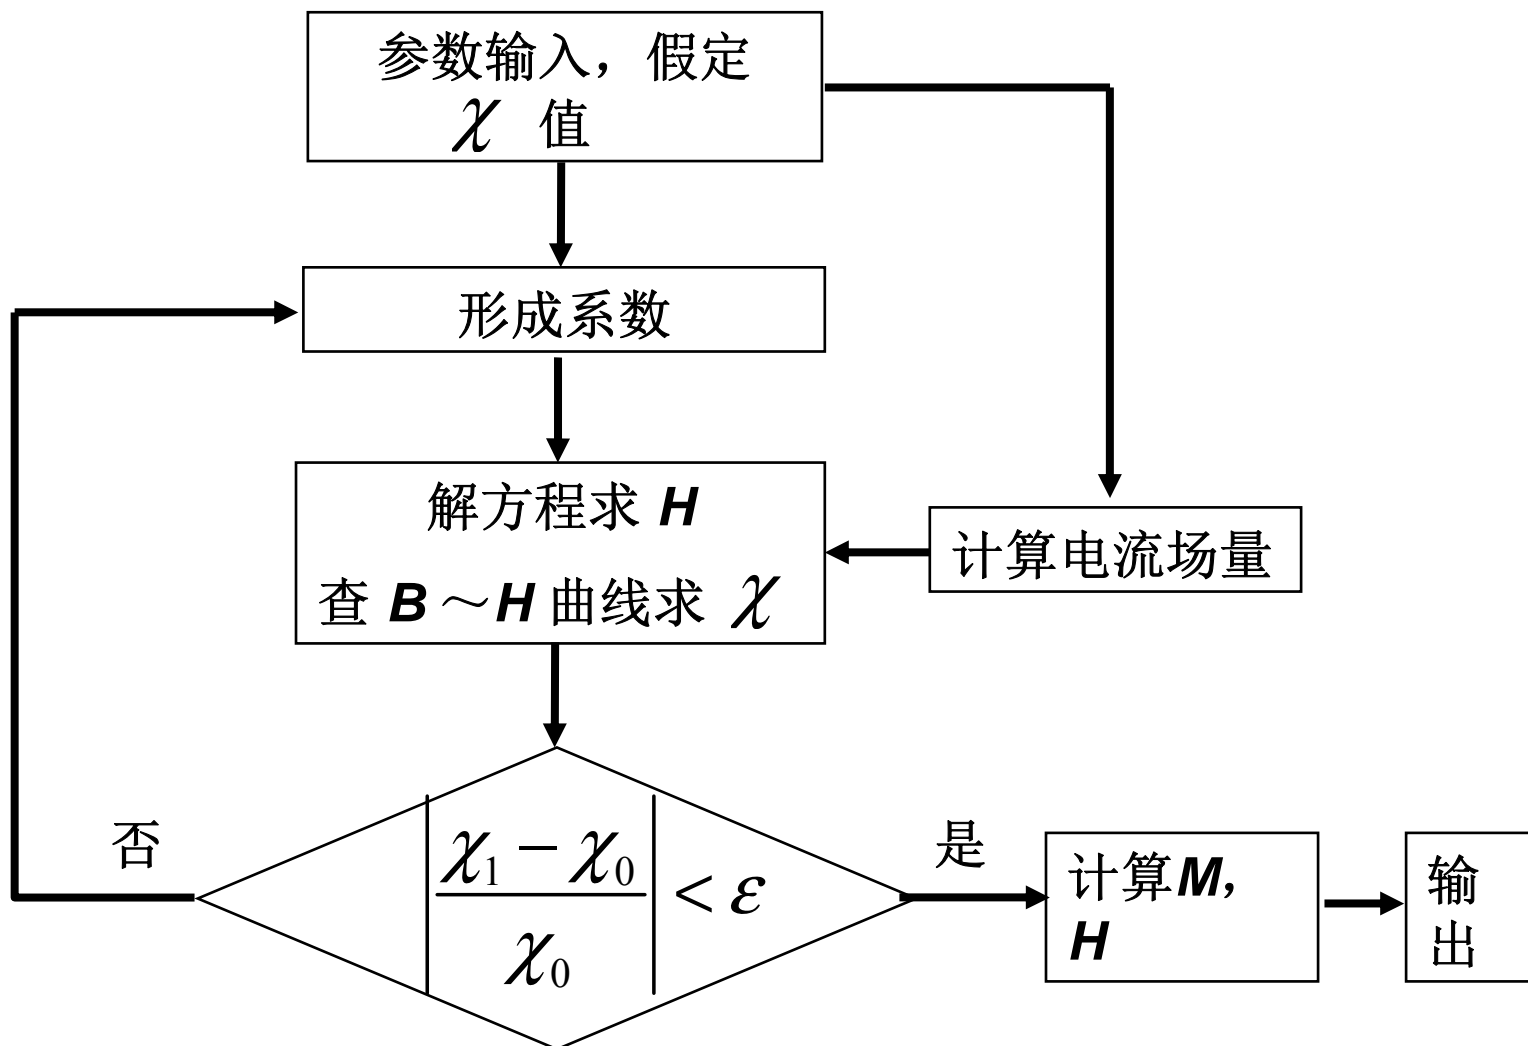 参数输入，假定
χ 值
形成系数
解方程求 H
查 B～H 曲线求 χ
计算电流场量
否
|(χ₁ − χ₀) / χ₀| < ε
是
计算M，
H
输
出